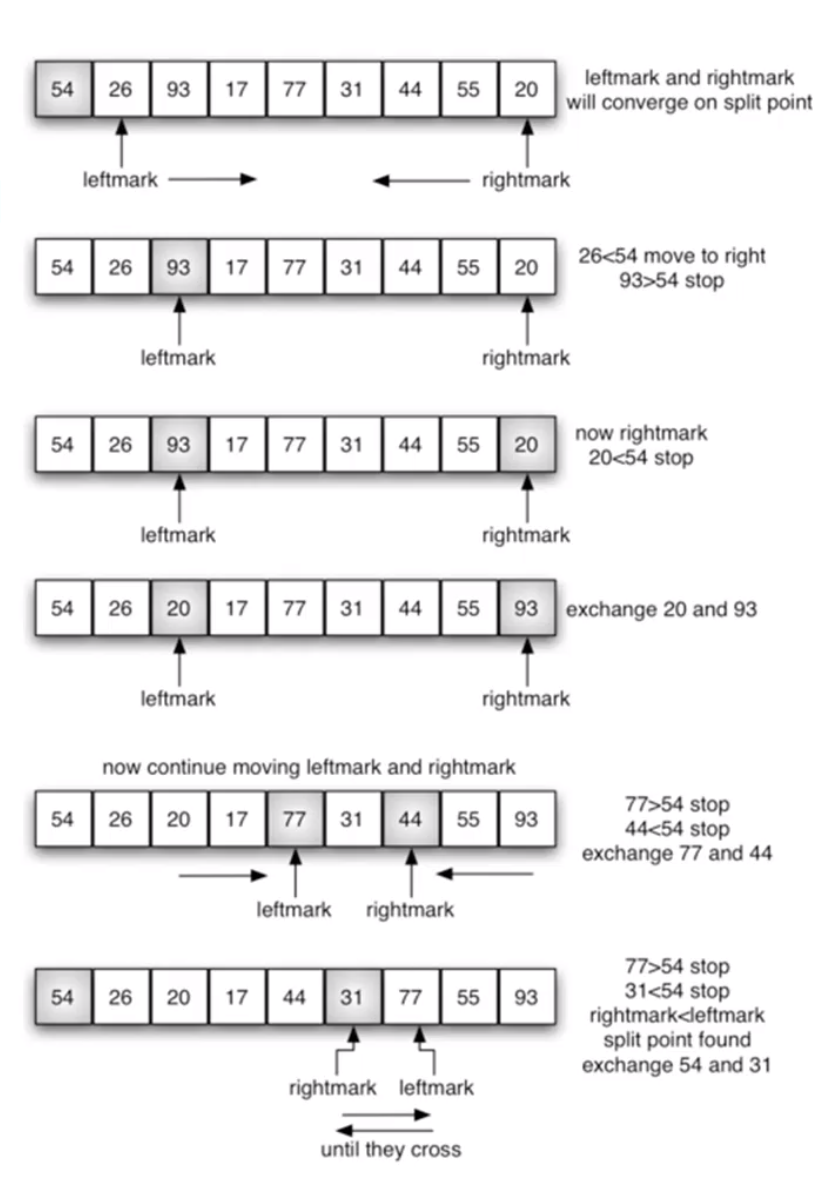 54 26 93 17 77 31 44 55 20
leftmark and rightmark
will converge on split point
leftmark rightmark
54 26 93 17 77 31 44 55 20
26<54 move to right
93>54 stop
leftmark rightmark
54 26 93 17 77 31 44 55 20
now rightmark
20<54 stop
leftmark rightmark
54 26 20 17 77 31 44 55 93
exchange 20 and 93
leftmark rightmark
now continue moving leftmark and rightmark
54 26 20 17 77 31 44 55 93
77>54 stop
44<54 stop
exchange 77 and 44
leftmark rightmark
54 26 20 17 44 31 77 55 93
77>54 stop
31<54 stop
rightmark<leftmark
split point found
exchange 54 and 31
rightmark leftmark
until they cross